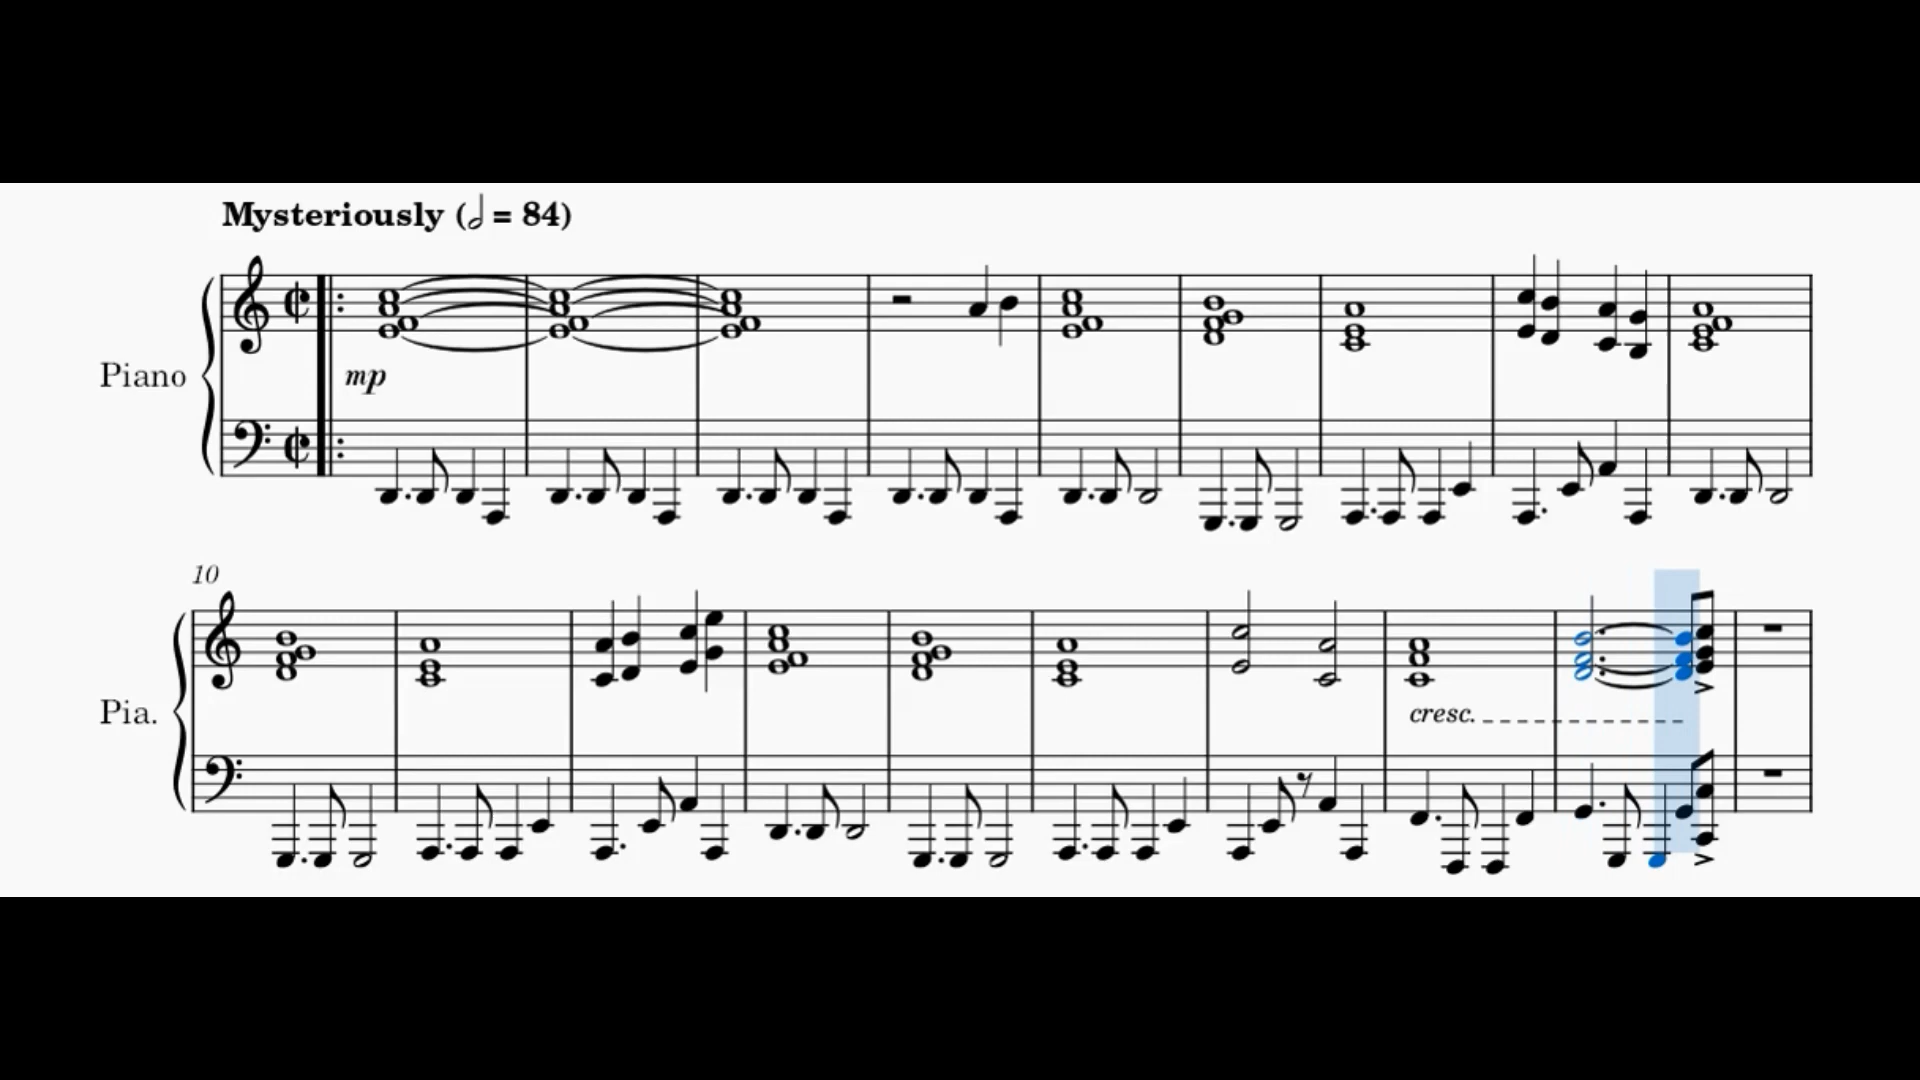 Mysteriously (𝅗𝅥 = 84)
Piano
mp
10
Pia.
cresc.